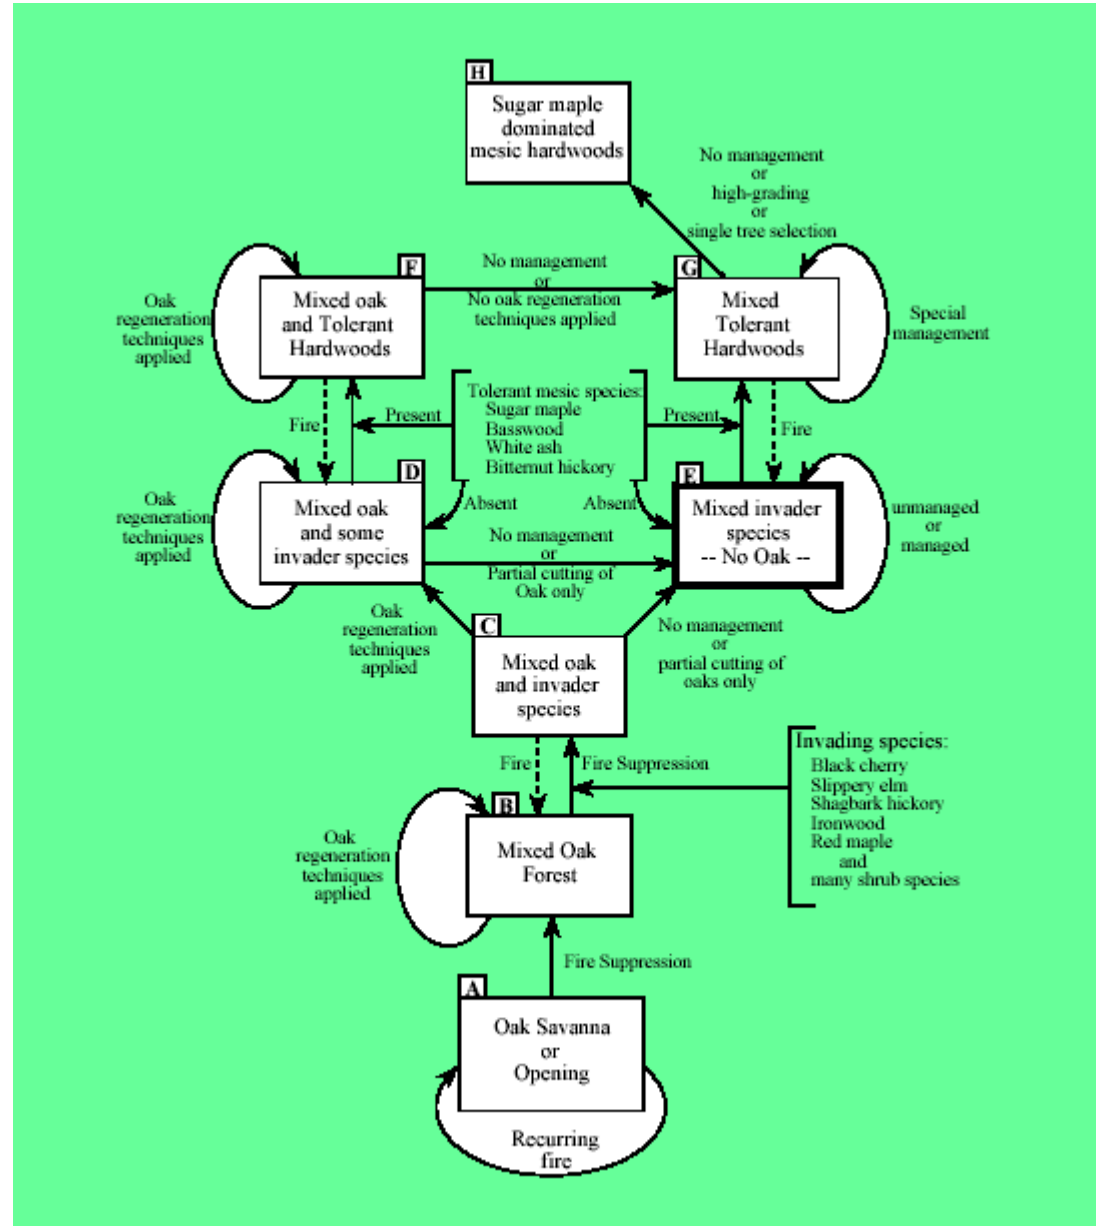 H
Sugar maple
dominated
mesic hardwoods
No management
or
high-grading
or
single tree selection
F
Mixed oak
and Tolerant
Hardwoods
Oak
regeneration
techniques
applied
No management
or
No oak regeneration
techniques applied
G
Mixed
Tolerant
Hardwoods
Special
management
Fire
Present
Tolerant mesic species:
Sugar maple
Basswood
White ash
Bitternut hickory
Present
Fire
Absent
Absent
D
Mixed oak
and some
invader species
Oak
regeneration
techniques
applied
No management
or
Partial cutting of
Oak only
E
Mixed invader
species
-- No Oak --
unmanaged
or
managed
Oak
regeneration
techniques
applied
C
Mixed oak
and invader
species
No management
or
partial cutting of
oaks only
Fire
Fire Suppression
Invading species:
Black cherry
Slippery elm
Shagbark hickory
Ironwood
Red maple
and
many shrub species
B
Mixed Oak
Forest
Oak
regeneration
techniques
applied
Fire Suppression
A
Oak Savanna
or
Opening
Recurring
fire